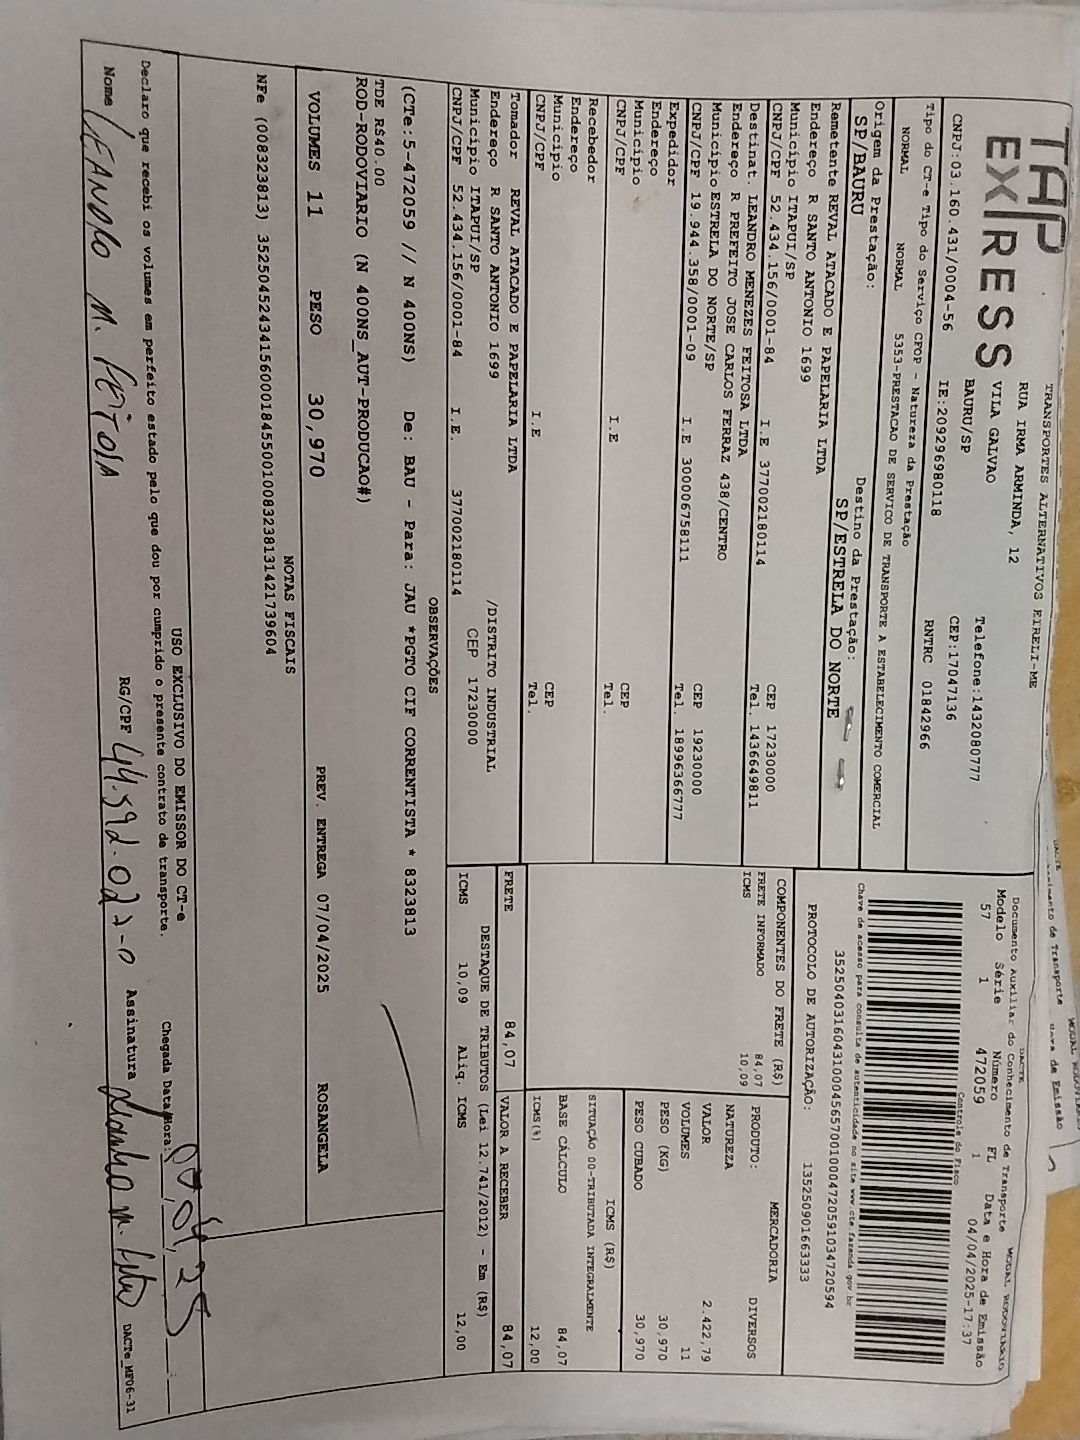 TAP EXPRESS
TRANSPORTES ALTERNATIVOS EIRELI-ME
RUA IRMA ARMINDA, 12
VILA GALVAO
BAURU/SP
Telefone:1432080777
CEP:17047136
CNPJ:03.160.431/0004-56
IE:209296980118
RNTRC 01842966
Tipo do CT-e Tipo do Serviço CFOP - Natureza da Prestação
NORMAL NORMAL 5353-PRESTACAO DE SERVICO DE TRANSPORTE A ESTABELECIMENTO COMERCIAL
Origem da Prestação: Destino da Prestação:
SP/BAURU SP/ESTRELA DO NORTE
Remetente REVAL ATACADO E PAPELARIA LTDA
Endereço R SANTO ANTONIO 1699
Municipio ITAPUI/SP CEP 17230000
CNPJ/CPF 52.434.156/0001-84 I.E 377002180114 Tel. 1436649811
Destinat. LEANDRO MENEZES FEITOSA LTDA
Endereço R PREFEITO JOSE CARLOS FERRAZ 438/CENTRO
Municipio ESTRELA DO NORTE/SP CEP 19230000
CNPJ/CPF 19.944.358/0001-09 I.E 300006758111 Tel. 18996366777
Expedidor
Endereço
Municipio CEP
CNPJ/CPF I.E Tel.
Recebedor
Endereço
Municipio CEP
CNPJ/CPF I.E Tel.
Tomador REVAL ATACADO E PAPELARIA LTDA
Endereço R SANTO ANTONIO 1699 /DISTRITO INDUSTRIAL
Municipio ITAPUI/SP CEP 17230000
CNPJ/CPF 52.434.156/0001-84 I.E. 377002180114
DACTE
Documento Auxiliar do Conhecimento de Transporte MODAL RODOVIARIO
Modelo Série Número FL Data e Hora de Emissão
57 1 472059 1 04/04/2025-17:37
Controle do Fisco
Chave de acesso para consulta de autenticidade no site www.cte.fazenda.gov.br
PROTOCOLO DE AUTORIZAÇÃO: 135250901663333
COMPONENTES DO FRETE (R$)
FRETE INFORMADO 84,07
ICMS 10,09
MERCADORIA
PRODUTO: DIVERSOS
NATUREZA
VALOR 2.422,79
VOLUMES 11
PESO (KG) 30,970
PESO CUBADO 30,970
ICMS (R$)
SITUAÇÃO 00-TRIBUTADA INTEGRALMENTE
BASE CÁLCULO 84,07
ICMS(%) 12,00
FRETE 84,07 VALOR A RECEBER 84,07
DESTAQUE DE TRIBUTOS (Lei 12.741/2012) - Em (R$)
ICMS 10,09 Aliq. ICMS 12,00
OBSERVAÇÕES
(CTe:5-472059 // N 400NS) De: BAU - Para: JAU *PGTO CIF CORRENTISTA * 8323813
TDE R$40.00
ROD-RODOVIARIO (N 400NS_AUT-PRODUCAO#)
VOLUMES 11 PESO 30,970 PREV. ENTREGA 07/04/2025 ROSANGELA
NOTAS FISCAIS
NFe (008323813) 35250452434156000184550010083238131421739604
USO EXCLUSIVO DO EMISSOR DO CT-e
Declaro que recebi os volumes em perfeito estado pelo que dou por cumprido o presente contrato de transporte.
Chegada Data/Hora:
Nome LEANDRO M. FEITOSA RG/CPF 44.592.027-0 Assinatura
DACTe_MF06-31